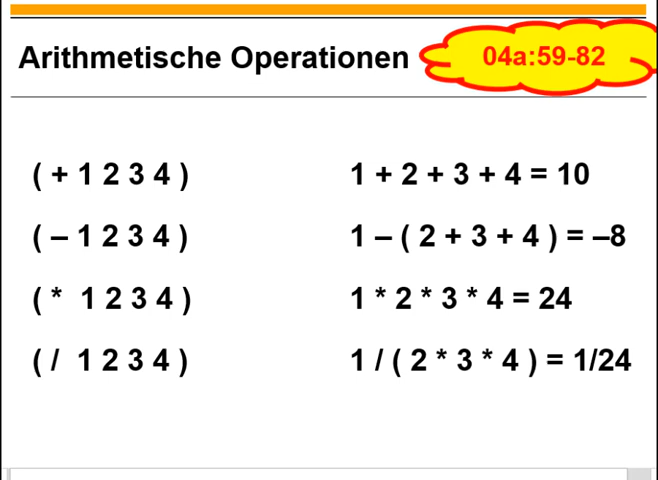 Arithmetische Operationen
04a:59-82
( + 1 2 3 4 )
1 + 2 + 3 + 4 = 10
( – 1 2 3 4 )
1 – ( 2 + 3 + 4 ) = –8
( * 1 2 3 4 )
1 * 2 * 3 * 4 = 24
( / 1 2 3 4 )
1 / ( 2 * 3 * 4 ) = 1/24